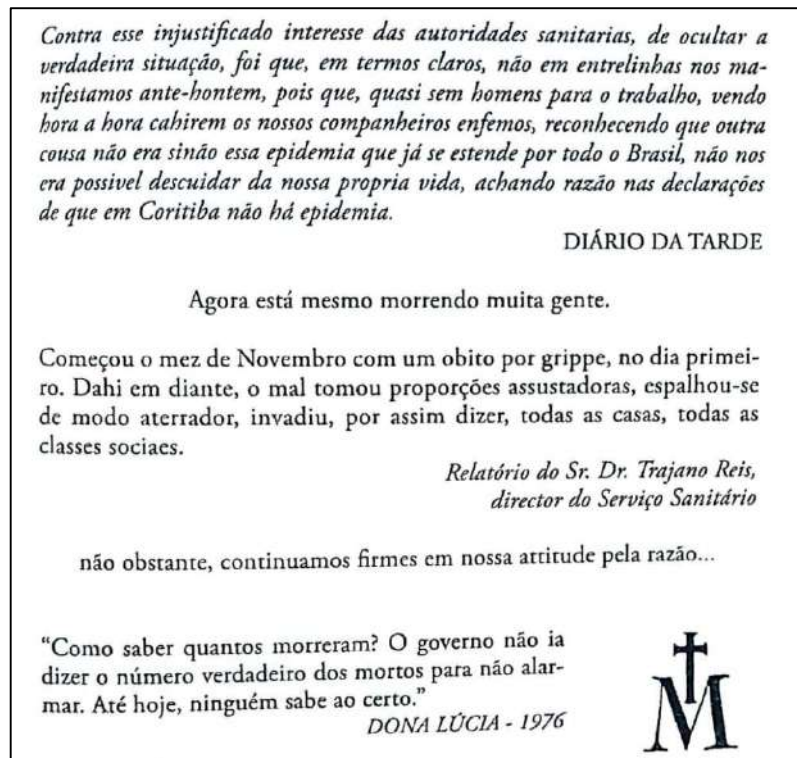 Contra esse injustificado interesse das autoridades sanitarias, de ocultar a
verdadeira situação, foi que, em termos claros, não em entrelinhas nos ma-
nifestamos ante-hontem, pois que, quasi sem homens para o trabalho, vendo
hora a hora cahirem os nossos companheiros enfemos, reconhecendo que outra
cousa não era sinão essa epidemia que já se estende por todo o Brasil, não nos
era possivel descuidar da nossa propria vida, achando razão nas declarações
de que em Coritiba não há epidemia.
DIÁRIO DA TARDE
Agora está mesmo morrendo muita gente.
Começou o mez de Novembro com um obito por grippe, no dia primei-
ro. Dahi em diante, o mal tomou proporções assustadoras, espalhou-se
de modo aterrador, invadiu, por assim dizer, todas as casas, todas as
classes sociaes.
Relatório do Sr. Dr. Trajano Reis,
director do Serviço Sanitário
não obstante, continuamos firmes em nossa attitude pela razão...
“Como saber quantos morreram? O governo não ia
dizer o número verdadeiro dos mortos para não alar-
mar. Até hoje, ninguém sabe ao certo.”
DONA LÚCIA - 1976
M